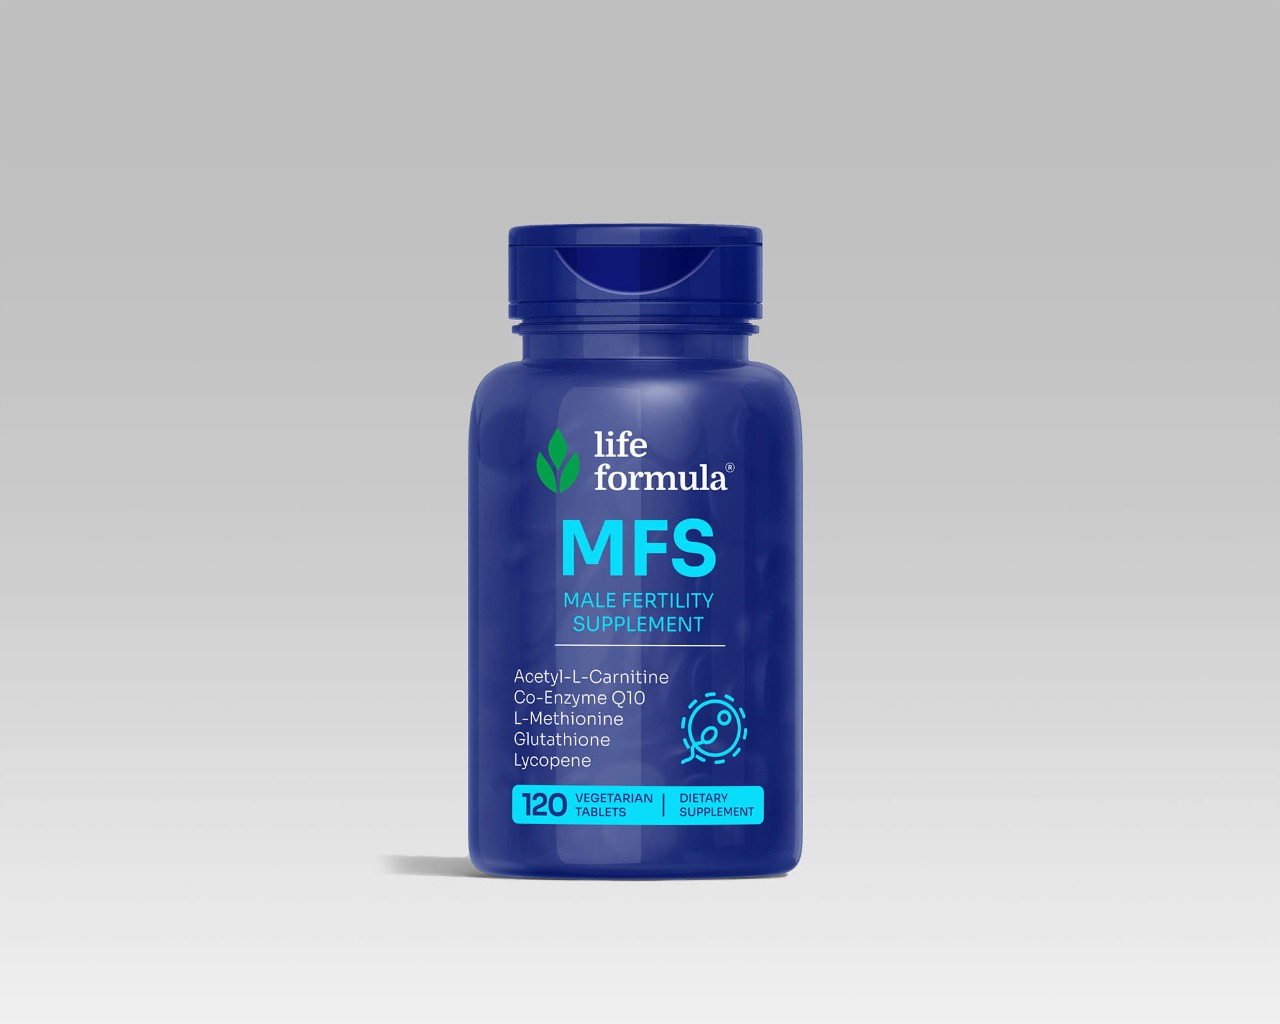 life
formula®
MFS
MALE FERTILITY
SUPPLEMENT
Acetyl-L-Carnitine
Co-Enzyme Q10
L-Methionine
Glutathione
Lycopene
120 VEGETARIAN TABLETS | DIETARY SUPPLEMENT